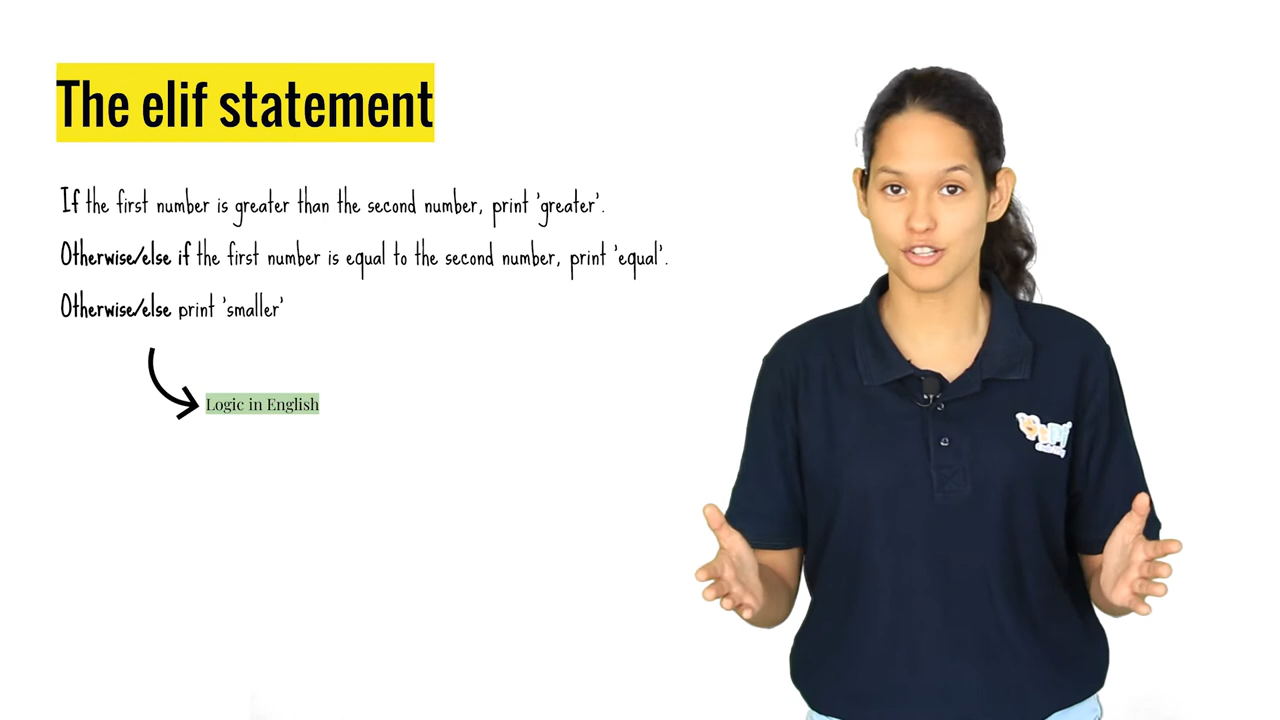 The elif statement
If the first number is greater than the second number, print 'greater'.
Otherwise/else if the first number is equal to the second number, print 'equal'.
Otherwise/else print 'smaller'
Logic in English